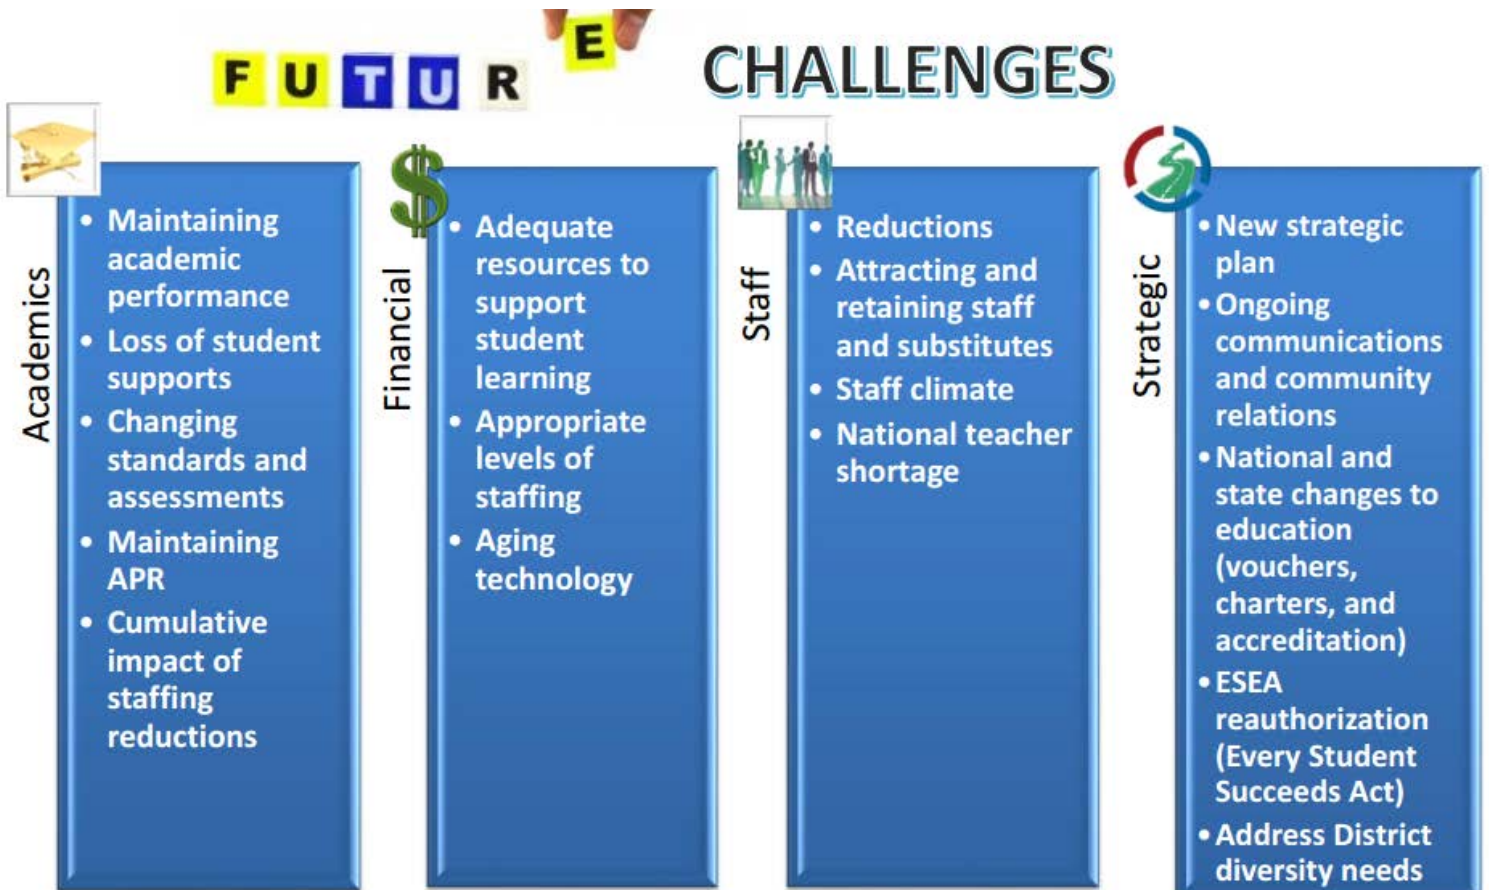 FUTURE CHALLENGES
Academics
• Maintaining
academic
performance
• Loss of student
supports
• Changing
standards and
assessments
• Maintaining
APR
• Cumulative
impact of
staffing
reductions
Financial
• Adequate
resources to
support
student
learning
• Appropriate
levels of
staffing
• Aging
technology
Staff
• Reductions
• Attracting and
retaining staff
and substitutes
• Staff climate
• National teacher
shortage
Strategic
• New strategic
plan
• Ongoing
communications
and community
relations
• National and
state changes to
education
(vouchers,
charters, and
accreditation)
• ESEA
reauthorization
(Every Student
Succeeds Act)
• Address District
diversity needs